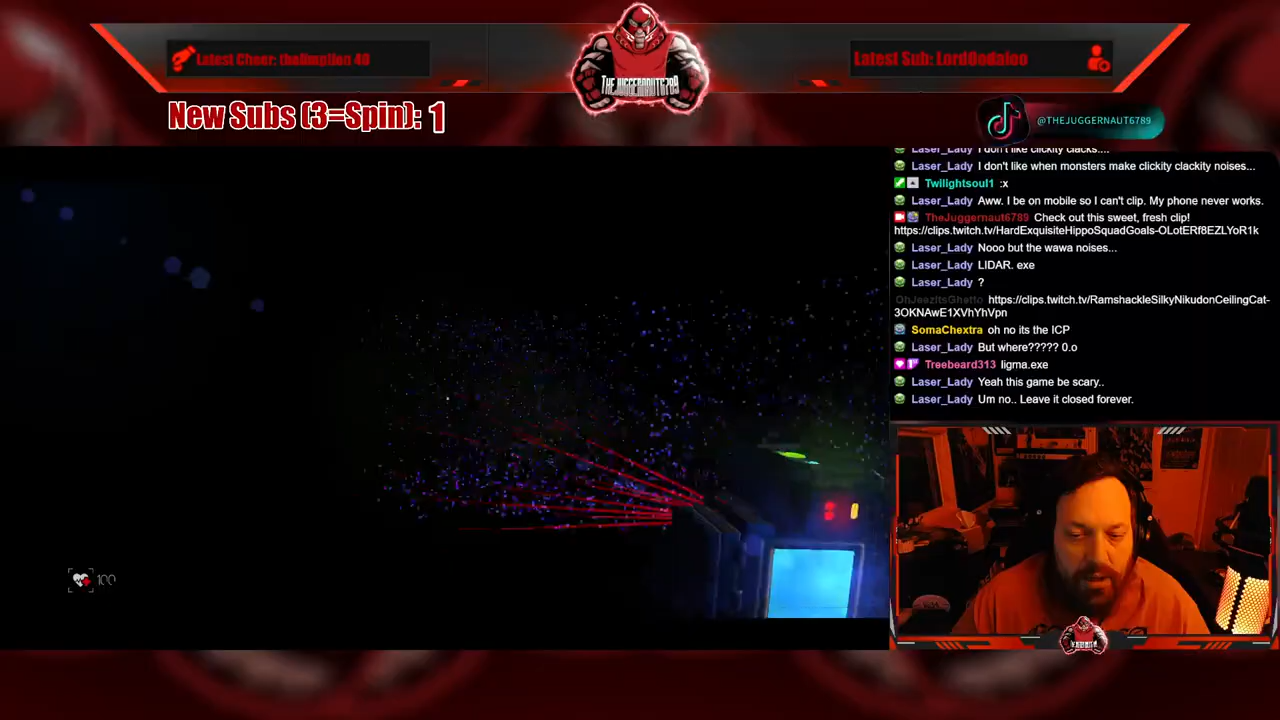 Latest Cheer: theimption 40
Latest Sub: LordOodaloo
THEJUGGERNAUT6789
New Subs (3=Spin): 1
@THEJUGGERNAUT6789
Laser_Lady I don't like clickity clacks....
Laser_Lady I don't like when monsters make clickity clackity noises...
Twilightsoul1 :x
Laser_Lady Aww. I be on mobile so I can't clip. My phone never works.
TheJuggernaut6789 Check out this sweet, fresh clip!
https://clips.twitch.tv/HardExquisiteHippoSquadGoals-OLotERf8EZLYoR1k
Laser_Lady Nooo but the wawa noises...
Laser_Lady LIDAR. exe
Laser_Lady ?
OhJeezItsGhetto https://clips.twitch.tv/RamshackleSilkyNikudonCeilingCat-
3OKNAwE1XVhYhVpn
SomaChextra oh no its the ICP
Laser_Lady But where????? 0.o
Treebeard313 ligma.exe
Laser_Lady Yeah this game be scary..
Laser_Lady Um no.. Leave it closed forever.
100